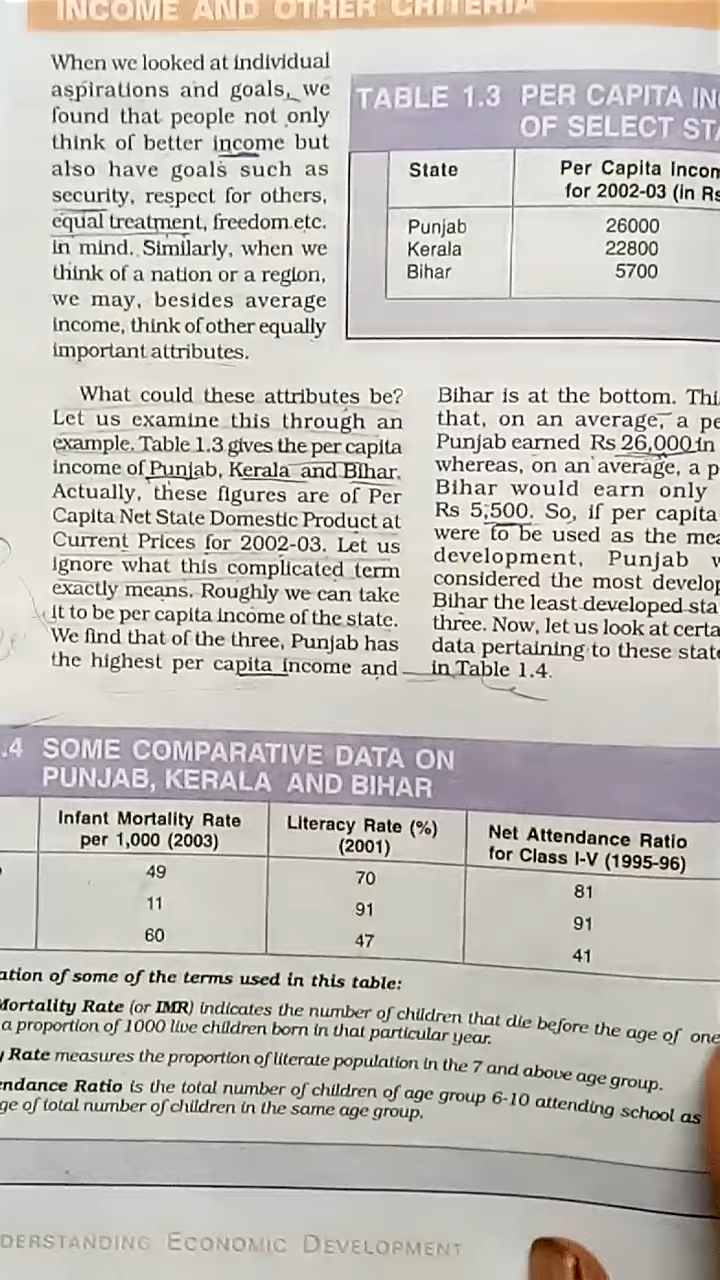 INCOME AND OTHER CRITERIA
When we looked at individual
aspirations and goals, we
found that people not only
think of better income but
also have goals such as
security, respect for others,
equal treatment, freedom etc.
in mind. Similarly, when we
think of a nation or a region,
we may, besides average
income, think of other equally
important attributes.
TABLE 1.3 PER CAPITA IN
OF SELECT ST
State Per Capita Incom
for 2002-03 (in Rs
Punjab 26000
Kerala 22800
Bihar 5700
What could these attributes be?
Let us examine this through an
example. Table 1.3 gives the per capita
income of Punjab, Kerala and Bihar.
Actually, these figures are of Per
Capita Net State Domestic Product at
Current Prices for 2002-03. Let us
ignore what this complicated term
exactly means. Roughly we can take
it to be per capita income of the state.
We find that of the three, Punjab has
the highest per capita income and
Bihar is at the bottom. Thi
that, on an average, a pe
Punjab earned Rs 26,000 in
whereas, on an average, a p
Bihar would earn only
Rs 5,500. So, if per capita
were to be used as the mea
development, Punjab w
considered the most develop
Bihar the least developed sta
three. Now, let us look at certa
data pertaining to these state
in Table 1.4.
.4 SOME COMPARATIVE DATA ON
PUNJAB, KERALA AND BIHAR
Infant Mortality Rate Literacy Rate (%) Net Attendance Ratio
per 1,000 (2003) (2001) for Class I-V (1995-96)
49 70 81
11 91 91
60 47 41
ation of some of the terms used in this table:
Mortality Rate (or IMR) indicates the number of children that die before the age of one
a proportion of 1000 live children born in that particular year.
y Rate measures the proportion of literate population in the 7 and above age group.
endance Ratio is the total number of children of age group 6-10 attending school as
ge of total number of children in the same age group.
DERSTANDING ECONOMIC DEVELOPMENT